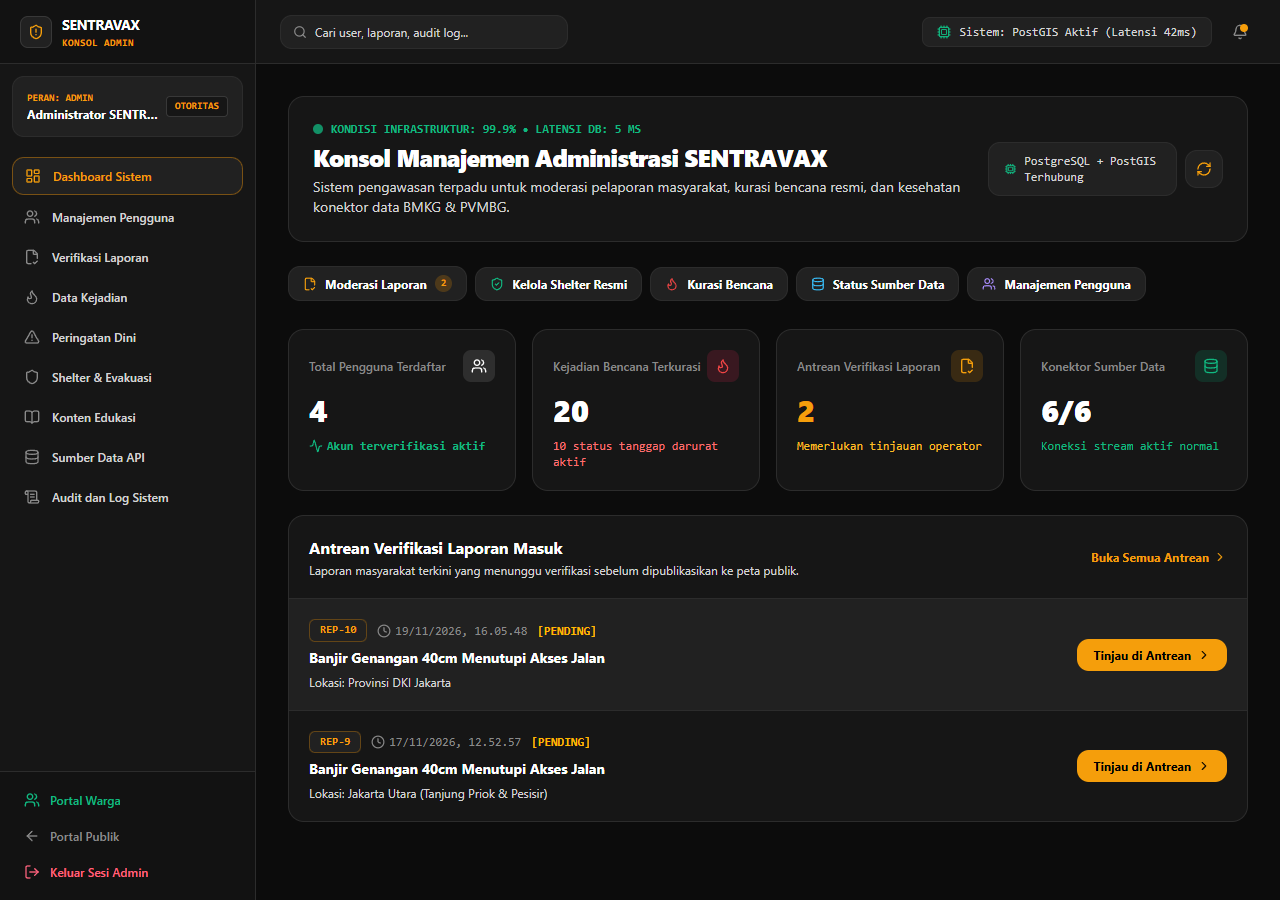 SENTRAVAX
KONSOL ADMIN
Cari user, laporan, audit log...
Sistem: PostGIS Aktif (Latensi 42ms)
PERAN: ADMIN
Administrator SENTR...
OTORITAS
Dashboard Sistem
Manajemen Pengguna
Verifikasi Laporan
Data Kejadian
Peringatan Dini
Shelter & Evakuasi
Konten Edukasi
Sumber Data API
Audit dan Log Sistem
Portal Warga
Portal Publik
Keluar Sesi Admin
KONDISI INFRASTRUKTUR: 99.9% • LATENSI DB: 5 MS
Konsol Manajemen Administrasi SENTRAVAX
Sistem pengawasan terpadu untuk moderasi pelaporan masyarakat, kurasi bencana resmi, dan kesehatan
konektor data BMKG & PVMBG.
PostgreSQL + PostGIS
Terhubung
Moderasi Laporan 2
Kelola Shelter Resmi
Kurasi Bencana
Status Sumber Data
Manajemen Pengguna
Total Pengguna Terdaftar
4
Akun terverifikasi aktif
Kejadian Bencana Terkurasi
20
10 status tanggap darurat
aktif
Antrean Verifikasi Laporan
2
Memerlukan tinjauan operator
Konektor Sumber Data
6/6
Koneksi stream aktif normal
Antrean Verifikasi Laporan Masuk
Laporan masyarakat terkini yang menunggu verifikasi sebelum dipublikasikan ke peta publik.
Buka Semua Antrean
REP-10 19/11/2026, 16.05.48 [PENDING]
Banjir Genangan 40cm Menutupi Akses Jalan
Lokasi: Provinsi DKI Jakarta
Tinjau di Antrean
REP-9 17/11/2026, 12.52.57 [PENDING]
Banjir Genangan 40cm Menutupi Akses Jalan
Lokasi: Jakarta Utara (Tanjung Priok & Pesisir)
Tinjau di Antrean